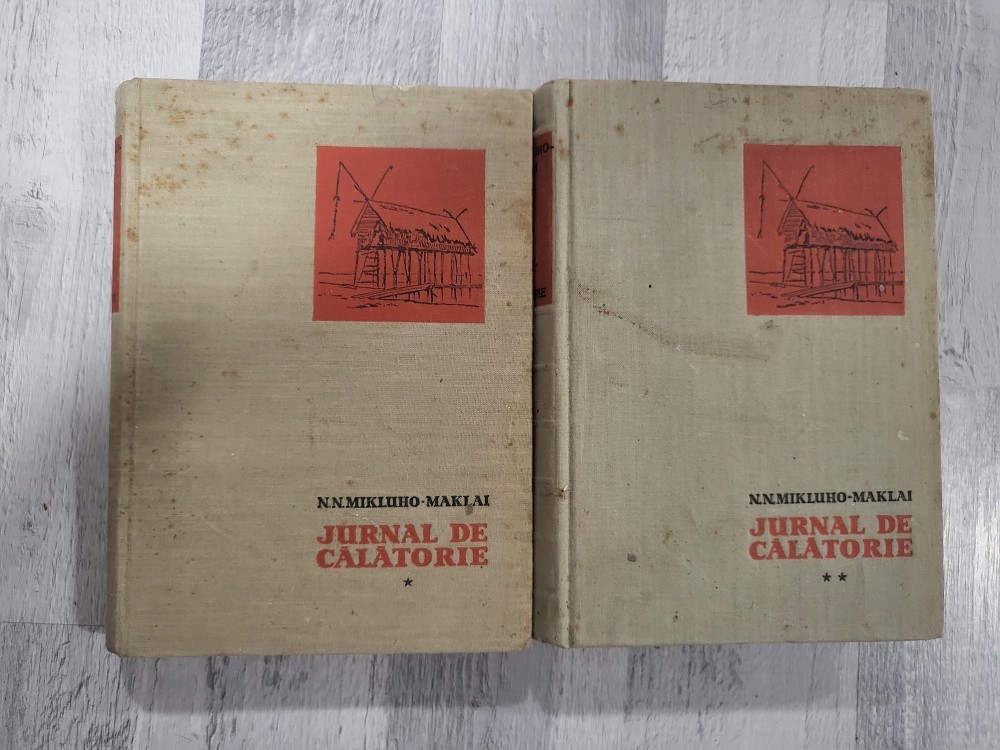 N.N.MIKLUHO-MAKLAI
JURNAL DE
CĂLĂTORIE
*
N.N.MIKLUHO-MAKLAI
JURNAL DE
CĂLĂTORIE
**